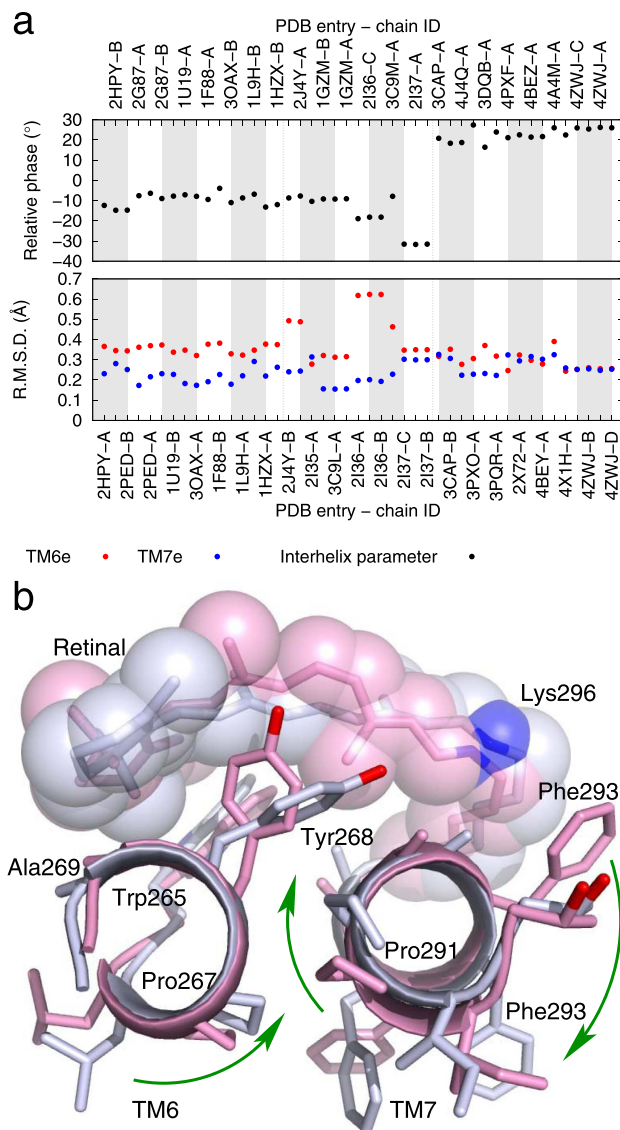 a
PDB entry – chain ID
2HPY–B
2G87–A
2G87–B
1U19–A
1F88–A
3OAX–B
1L9H–B
1HZX–B
2J4Y–A
1GZM–B
1GZM–A
2I36–C
3C9M–A
2I37–A
3CAP–A
4J4Q–A
3DQB–A
4PXF–A
4BEZ–A
4A4M–A
4ZWJ–C
4ZWJ–A
Relative phase (°)
30
20
10
0
−10
−20
−30
−40
R.M.S.D. (Å)
0.7
0.6
0.5
0.4
0.3
0.2
0.1
0
2HPY–A
2PED–B
2PED–A
1U19–B
3OAX–A
1F88–B
1L9H–A
1HZX–A
2J4Y–B
2I35–A
3C9L–A
2I36–A
2I36–B
2I37–C
2I37–B
3CAP–B
3PXO–A
3PQR–A
2X72–A
4BEY–A
4X1H–A
4ZWJ–B
4ZWJ–D
PDB entry – chain ID
TM6e TM7e Interhelix parameter
b
Retinal
Lys296
Phe293
Tyr268
Ala269
Trp265
Pro291
Pro267
Phe293
TM6
TM7